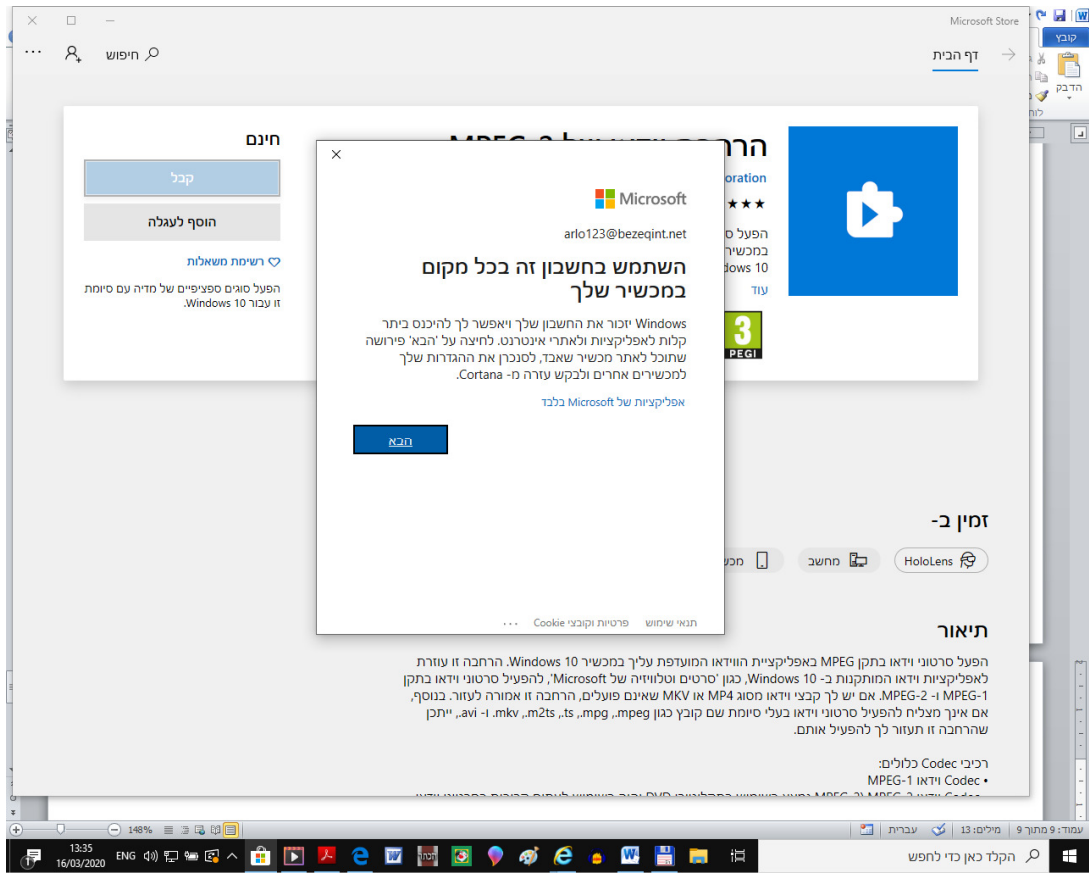 Microsoft Store
דף הבית
חיפוש
קובץ
הדבק
חינם
קבל
הוסף לעגלה
רשימת משאלות
הפעל סוגים ספציפיים של מדיה עם סיומת
זו עבור Windows 10.
oration
עוד
3
PEGI
Microsoft
arlo123@bezeqint.net
השתמש בחשבון זה בכל מקום
במכשיר שלך
Windows יזכור את החשבון שלך ויאפשר לך להיכנס ביתר
קלות לאפליקציות ולאתרי אינטרנט. לחיצה על 'הבא' פירושה
שתוכל לאתר מכשיר שאבד, לסנכרן את ההגדרות שלך
למכשירים אחרים ולבקש עזרה מ- Cortana.
אפליקציות של Microsoft בלבד
הבא
תנאי שימוש פרטיות וקובצי Cookie ...
זמין ב-
HoloLens
מחשב
תיאור
הפעל סרטוני וידאו בתקן MPEG באפליקציית הווידאו המועדפת עליך במכשיר Windows 10. הרחבה זו עוזרת
לאפליקציות וידאו המותקנות ב- Windows 10, כגון 'סרטים וטלוויזיה של Microsoft', להפעיל סרטוני וידאו בתקן
MPEG-1 ו- MPEG-2. אם יש לך קבצי וידאו מסוג MP4 או MKV שאינם פועלים, הרחבה זו אמורה לעזור. בנוסף,
אם אינך מצליח להפעיל סרטוני וידאו בעלי סיומת שם קובץ כגון mpeg,. mpg,. ts,. m2ts,. mkv. ו- avi,. ייתכן
שהרחבה זו תעזור לך להפעיל אותם.
רכיבי Codec כלולים:
• Codec וידאו MPEG-1
עמוד: 9 מתוך 9
מילים: 13
עברית
148%
הקלד כאן כדי לחפש
ENG
13:35
16/03/2020